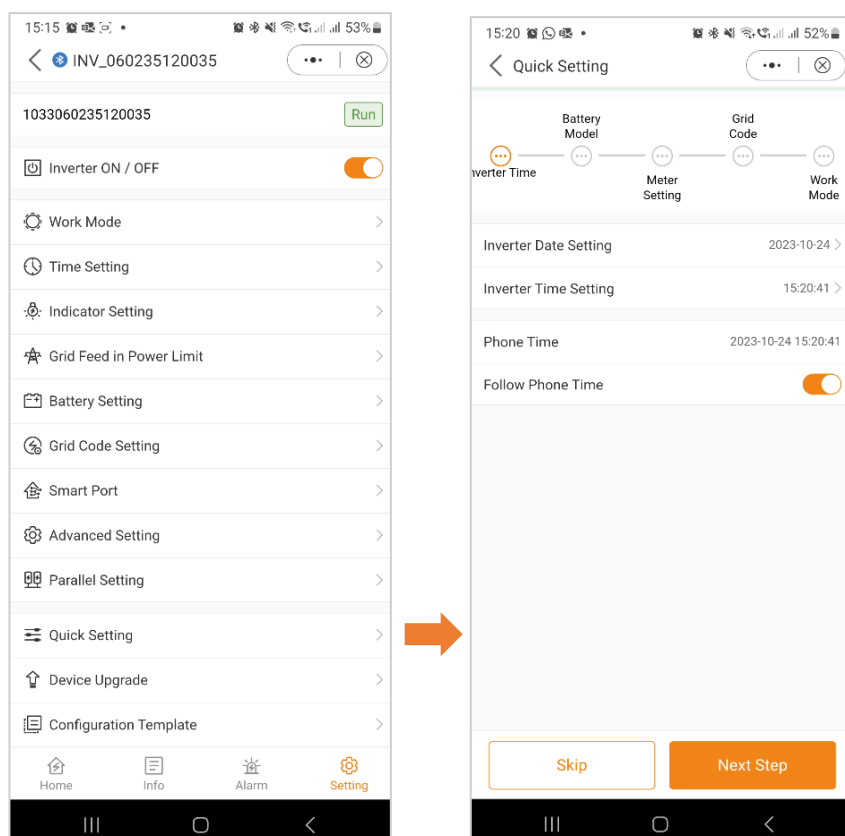 15:15
53%
INV_060235120035
1033060235120035
Run
Inverter ON / OFF
Work Mode
Time Setting
Indicator Setting
Grid Feed in Power Limit
Battery Setting
Grid Code Setting
Smart Port
Advanced Setting
Parallel Setting
Quick Setting
Device Upgrade
Configuration Template
Home
Info
Alarm
Setting
15:20
52%
Quick Setting
Battery
Model
Grid
Code
nverter Time
Meter
Setting
Work
Mode
Inverter Date Setting
2023-10-24
Inverter Time Setting
15:20:41
Phone Time
2023-10-24 15:20:41
Follow Phone Time
Skip
Next Step